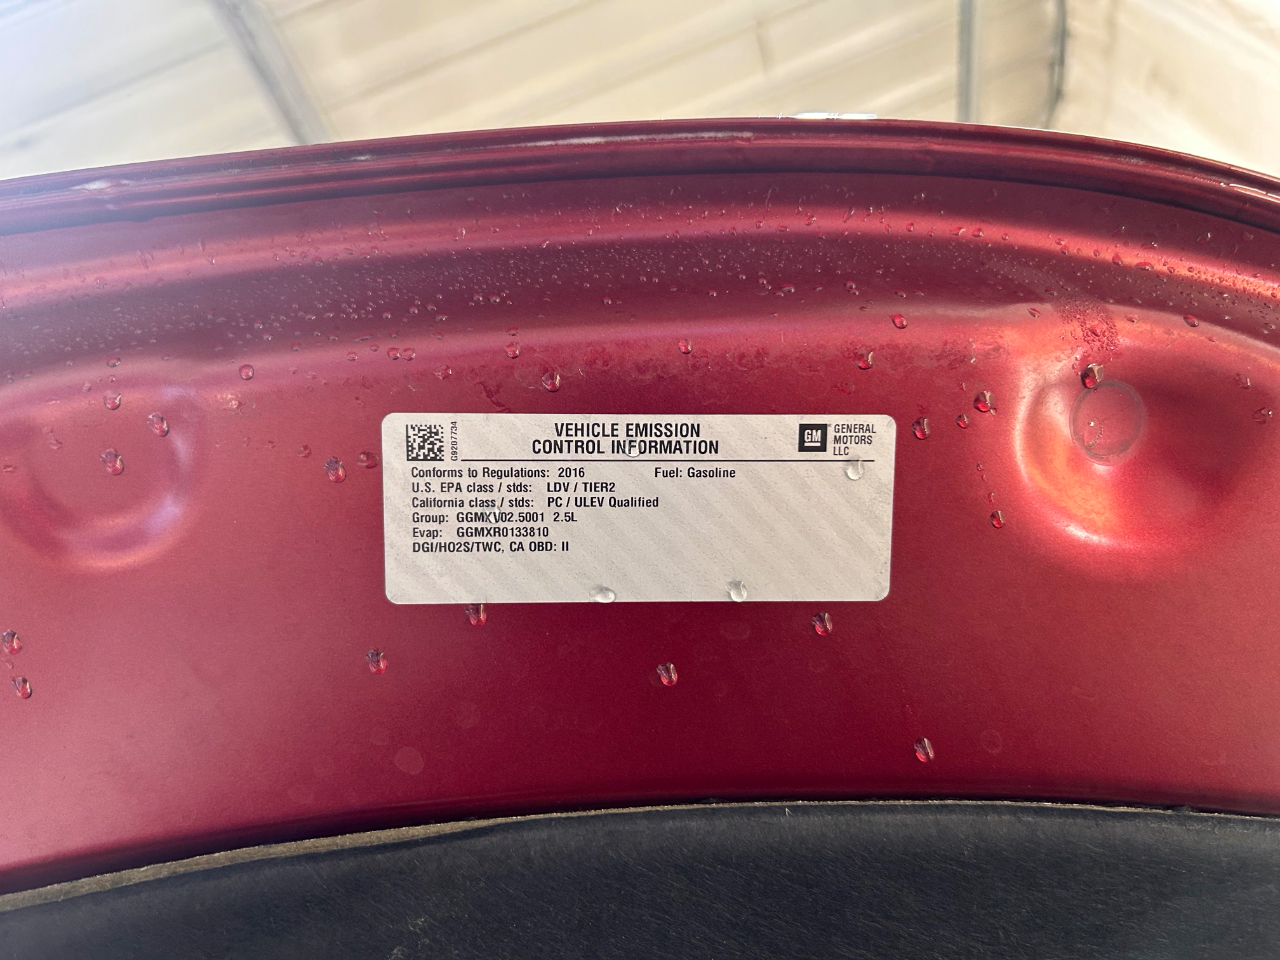 G9207734
VEHICLE EMISSION
CONTROL INFORMATION
GM
GENERAL
MOTORS
LLC
Conforms to Regulations: 2016 Fuel: Gasoline
U.S. EPA class / stds: LDV / TIER2
California class / stds: PC / ULEV Qualified
Group: GGMXV02.5001 2.5L
Evap: GGMXR0133810
DGI/HO2S/TWC, CA OBD: II